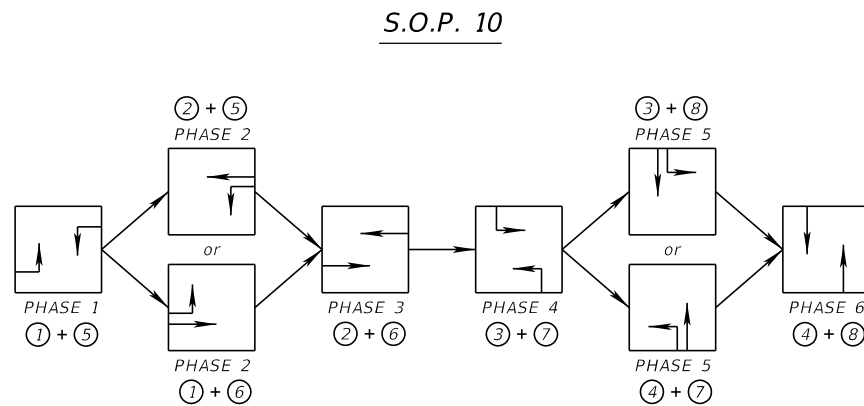 S.O.P. 10
② + ⑤
PHASE 2
③ + ⑧
PHASE 5
or
or
PHASE 1
① + ⑤
PHASE 2
① + ⑥
PHASE 3
② + ⑥
PHASE 4
③ + ⑦
PHASE 5
④ + ⑦
PHASE 6
④ + ⑧